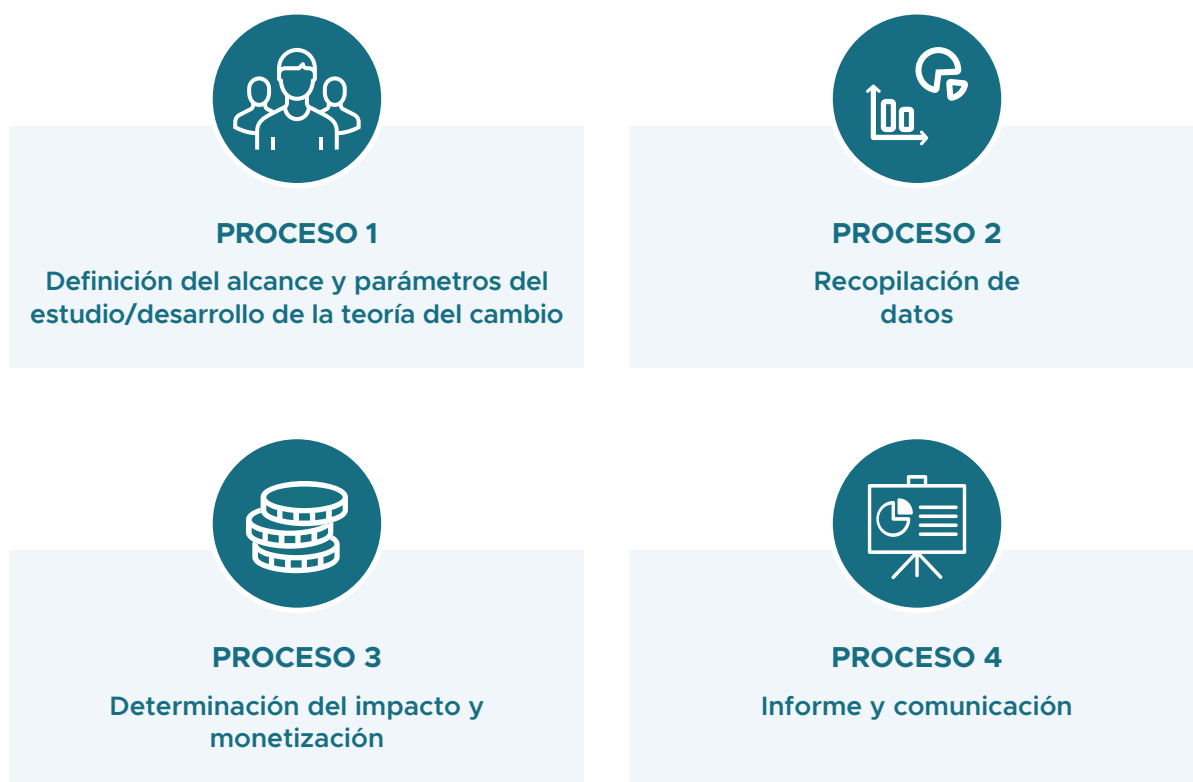 PROCESO 1
Definición del alcance y parámetros del
estudio/desarrollo de la teoría del cambio
PROCESO 2
Recopilación de
datos
PROCESO 3
Determinación del impacto y
monetización
PROCESO 4
Informe y comunicación